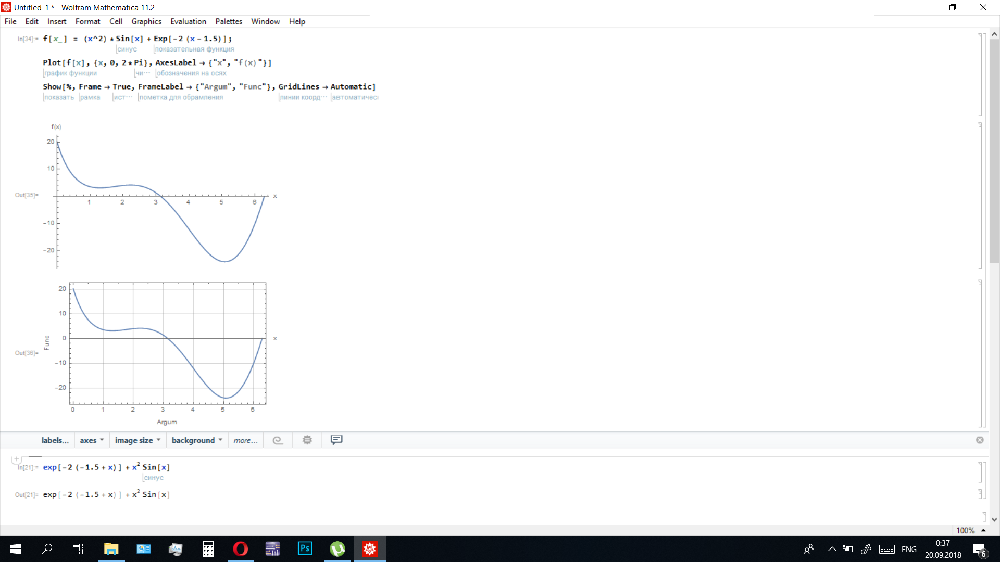 Untitled-1 * - Wolfram Mathematica 11.2
File Edit Insert Format Cell Graphics Evaluation Palettes Window Help
In[34]:= f[x_] = (x^2) * Sin[x] + Exp[-2 (x - 1.5)];
синус показательная функция
Plot[f[x], {x, 0, 2 * Pi}, AxesLabel → {"x", "f(x)"}]
график функции чи··· обозначения на осях
Show[%, Frame → True, FrameLabel → {"Argum", "Func"}, GridLines → Automatic]
показать рамка ист··· пометка для обрамления линии коорд··· автоматичес
f(x)
20
10
Out[35]=
x
1 2 3 4 5 6
-10
-20
20
10
0
x
Func
Out[36]=
-10
-20
0 1 2 3 4 5 6
Argum
labels... axes image size background more...
In[21]:= exp[-2 (-1.5 + x)] + x² Sin[x]
синус
Out[21]= exp[-2 (-1.5 + x)] + x² Sin[x]
100%
Ps
ENG
0:37
20.09.2018
6